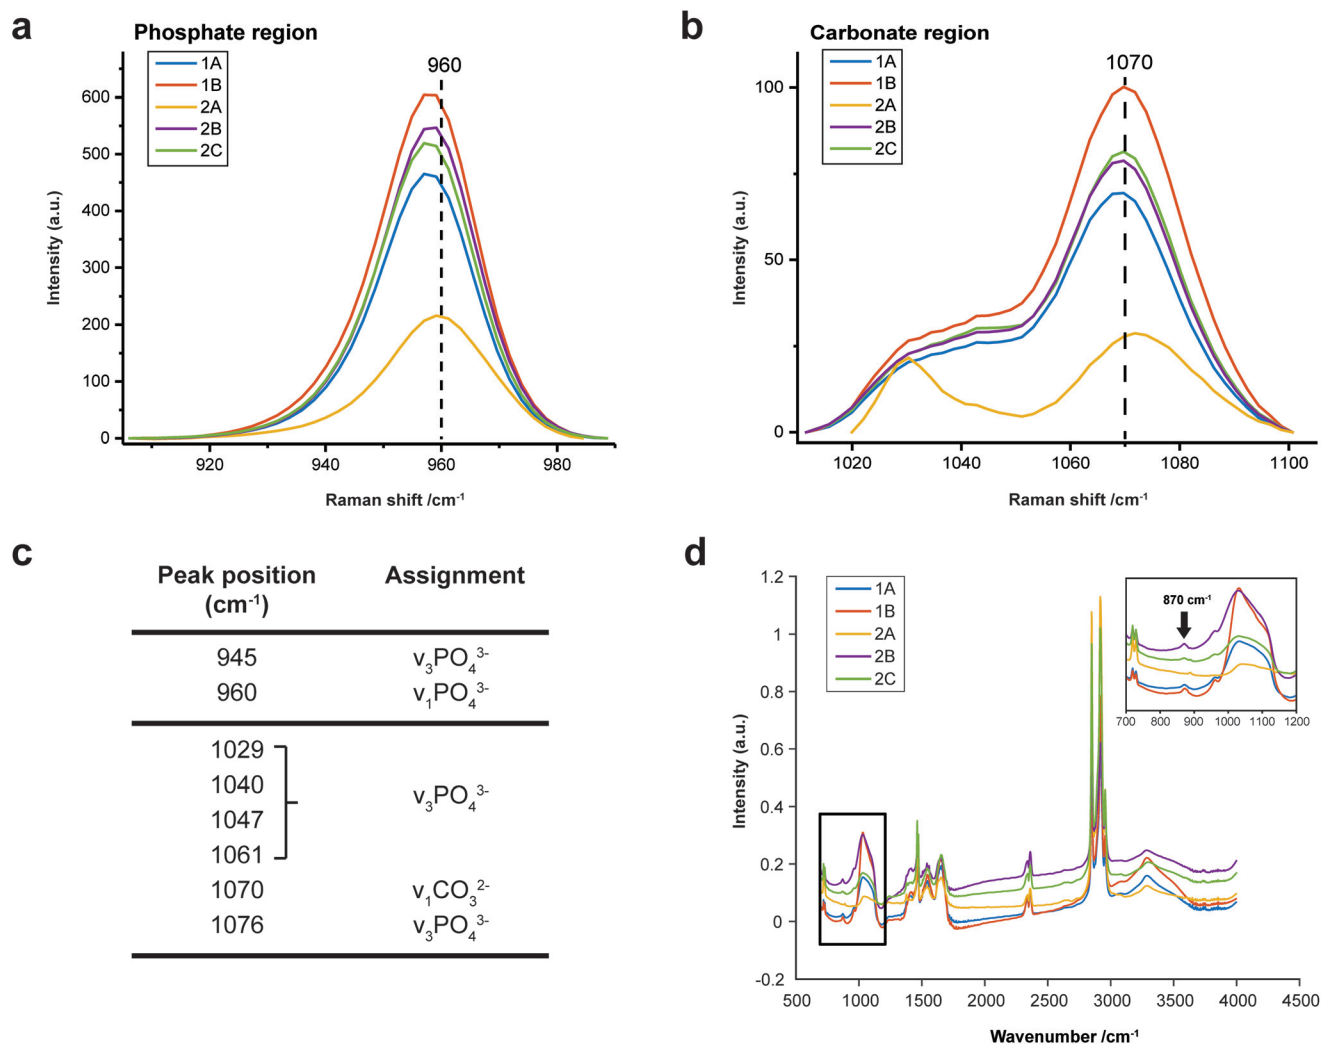 a
Phosphate region
1A
1B
2A
2B
2C
960
600
500
400
300
200
100
0
920
940
960
980
Intensity (a.u.)
Raman shift /cm-1
b
Carbonate region
1A
1B
2A
2B
2C
1070
100
50
0
1020
1040
1060
1080
1100
Intensity (a.u.)
Raman shift /cm-1
c
Peak position
(cm-1)
Assignment
945 v3PO43-
960 v1PO43-
1029
1040
1047
1061
v3PO43-
1070 v1CO32-
1076 v3PO43-
d
1A
1B
2A
2B
2C
1.2
1
0.8
0.6
0.4
0.2
0
-0.2
500
1000
1500
2000
2500
3000
3500
4000
4500
Intensity (a.u.)
Wavenumber /cm-1
870 cm-1
700
800
900
1000
1100
1200